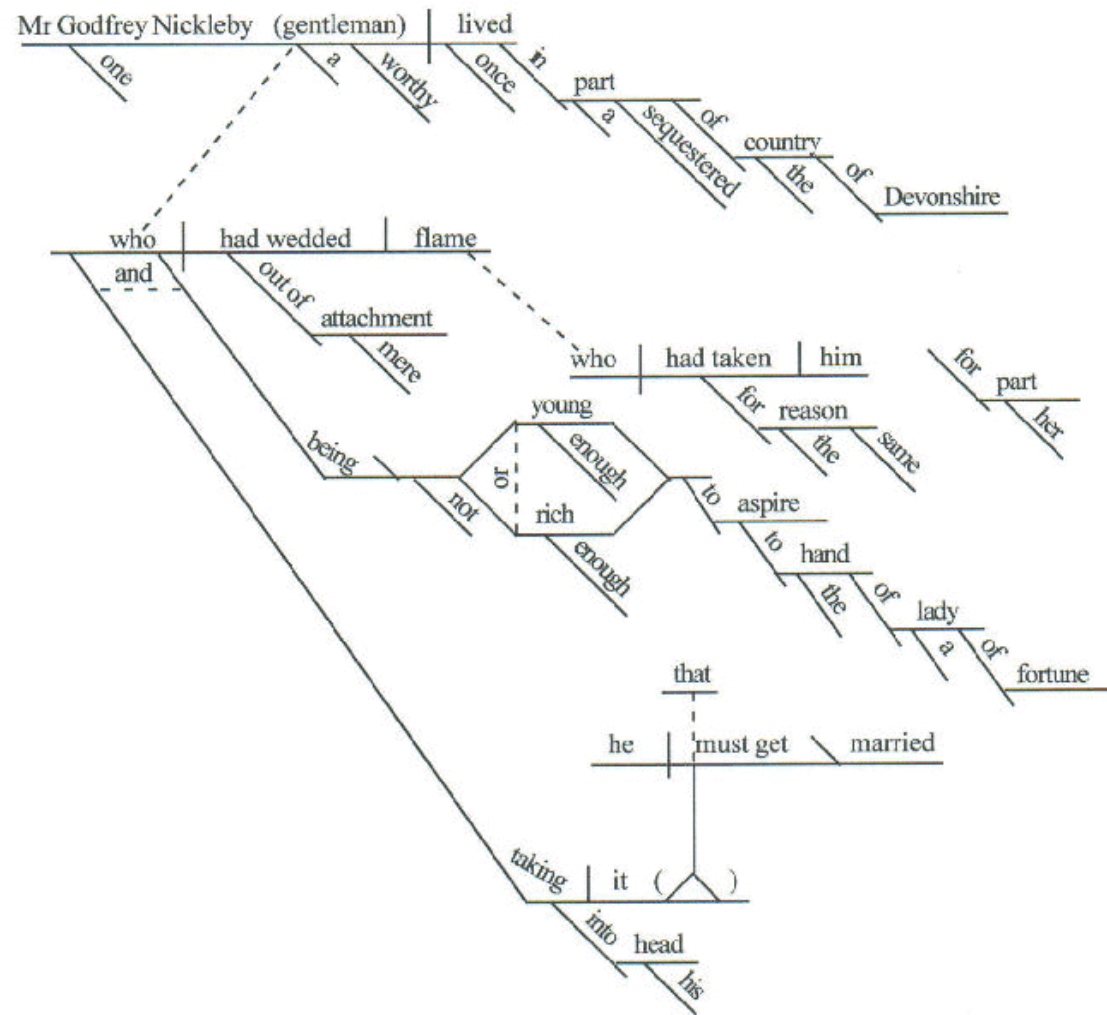 Mr Godfrey Nickleby (gentleman) lived
one
a
worthy
once
in
part
a
sequestered
of
country
the
of
Devonshire
who had wedded flame
and
out of
attachment
mere
who had taken him
for
reason
the
same
for
part
her
being
not
young
enough
or
rich
enough
to
aspire
to
hand
the
of
lady
a
of
fortune
that
he must get married
taking it ( )
into
head
his